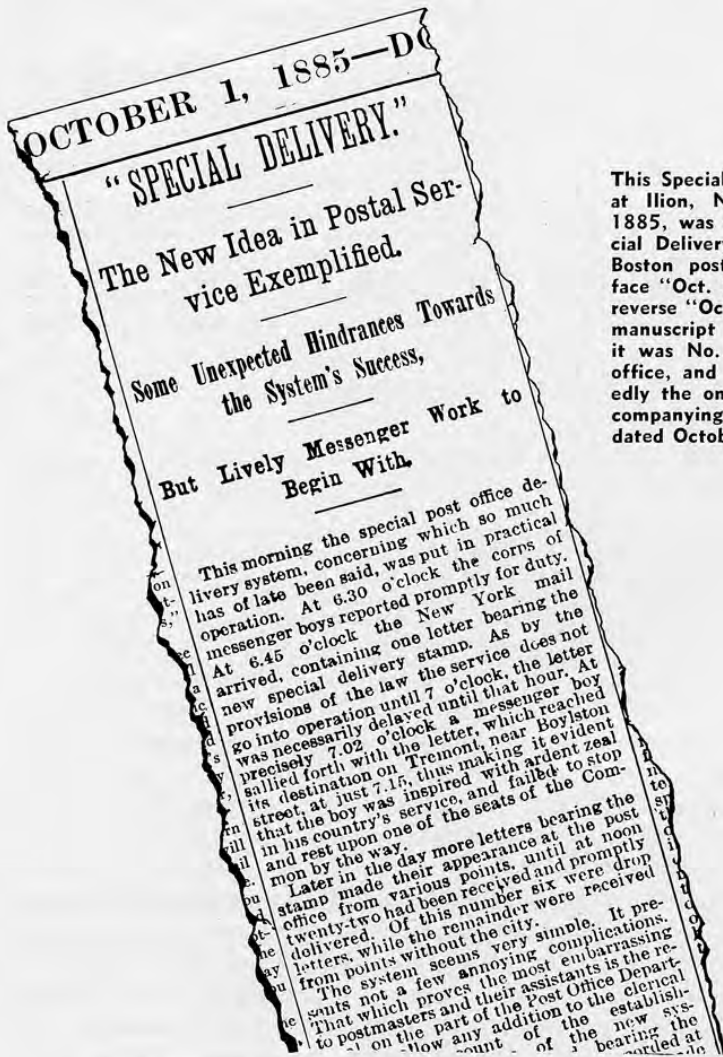 OCTOBER 1, 1885—DO
"SPECIAL DELIVERY."
The New Idea in Postal Ser-
vice Exemplified.
Some Unexpected Hindrances Towards
the System's Success,
But Lively Messenger Work to
Begin With.
This morning the special post office de-
livery system, concerning which so much
has of late been said, was put in practical
operation. At 6.30 o'clock the corps of
messenger boys reported promptly for duty.
At 6.45 o'clock the New York mail
arrived, containing one letter bearing the
new special delivery stamp. As by the
provisions of the law the service does not
go into operation until 7 o'clock, the letter
was necessarily delayed until that hour. At
precisely 7.02 o'clock a messenger boy
sallied forth with the letter, which reached
its destination on Tremont, near Boylston
street, at just 7.15, thus making it evident
that the boy was inspired with ardent zeal
in his country's service, and failed to stop
and rest upon one of the seats of the Com-
mon by the way.
Later in the day more letters bearing the
stamp made their appearance at the post
office from various points, until at noon
twenty-two had been received and promptly
delivered. Of this number six were drop
letters, while the remainder were received
from points without the city.
The system seems very simple. It pre-
sents not a few annoying complications.
That which proves the most embarrassing
to postmasters and their assistants is the re-
on the part of the Post Office Depart-
allow any addition to the clerical
of the establish-
of the new sys-
bearing the
This Special
at Ilion, N
1885, was
cial Delivery
Boston post
face "Oct.
reverse "Oc
manuscript
it was No.
office, and
edly the on
companying
dated Octob